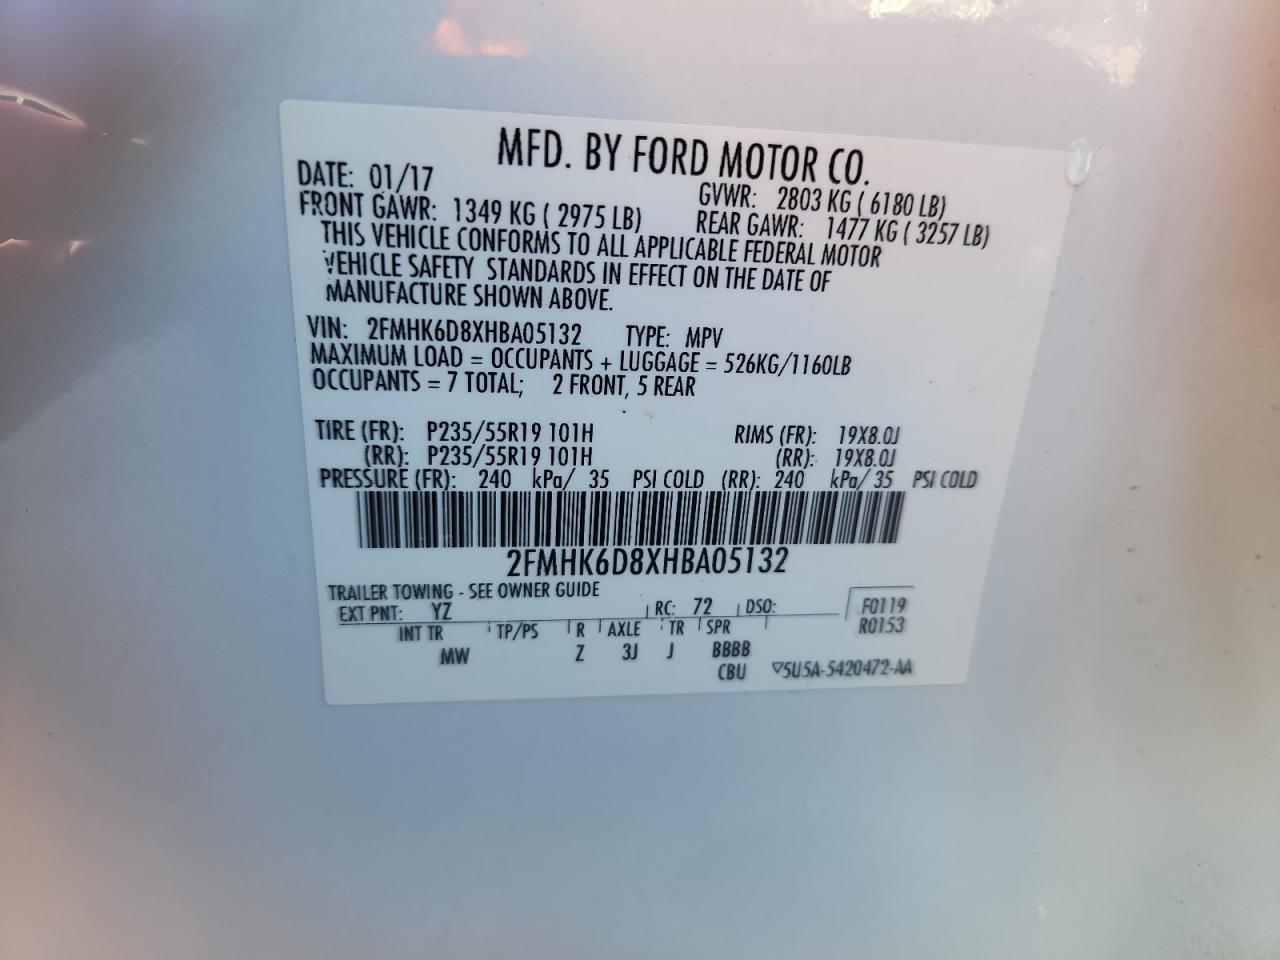 MFD. BY FORD MOTOR CO.
DATE: 01/17 GVWR: 2803 KG ( 6180 LB)
FRONT GAWR: 1349 KG ( 2975 LB) REAR GAWR: 1477 KG ( 3257 LB)
THIS VEHICLE CONFORMS TO ALL APPLICABLE FEDERAL MOTOR
VEHICLE SAFETY STANDARDS IN EFFECT ON THE DATE OF
MANUFACTURE SHOWN ABOVE.
VIN: 2FMHK6D8XHBA05132 TYPE: MPV
MAXIMUM LOAD = OCCUPANTS + LUGGAGE = 526KG/1160LB
OCCUPANTS = 7 TOTAL; 2 FRONT, 5 REAR
TIRE (FR): P235/55R19 101H RIMS (FR): 19X8.0J
(RR): P235/55R19 101H (RR): 19X8.0J
PRESSURE (FR): 240 kPa/ 35 PSI COLD (RR): 240 kPa/ 35 PSI COLD
2FMHK6D8XHBA05132
TRAILER TOWING - SEE OWNER GUIDE
EXT PNT: YZ RC: 72 DSO: F0119
INT TR TP/PS R AXLE TR SPR R0153
MW Z 3J J BBBB
CBU 5U5A-5420472-AA